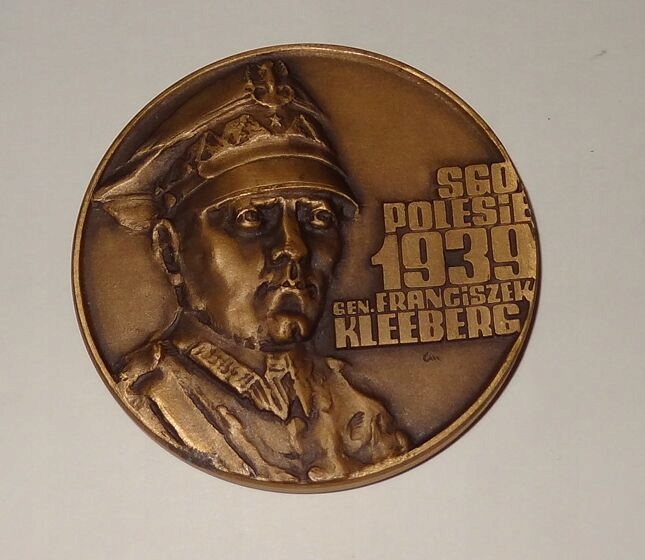 SGO
POLESiE
1939
GEN. FRANCiSZEK
KLEEBERG